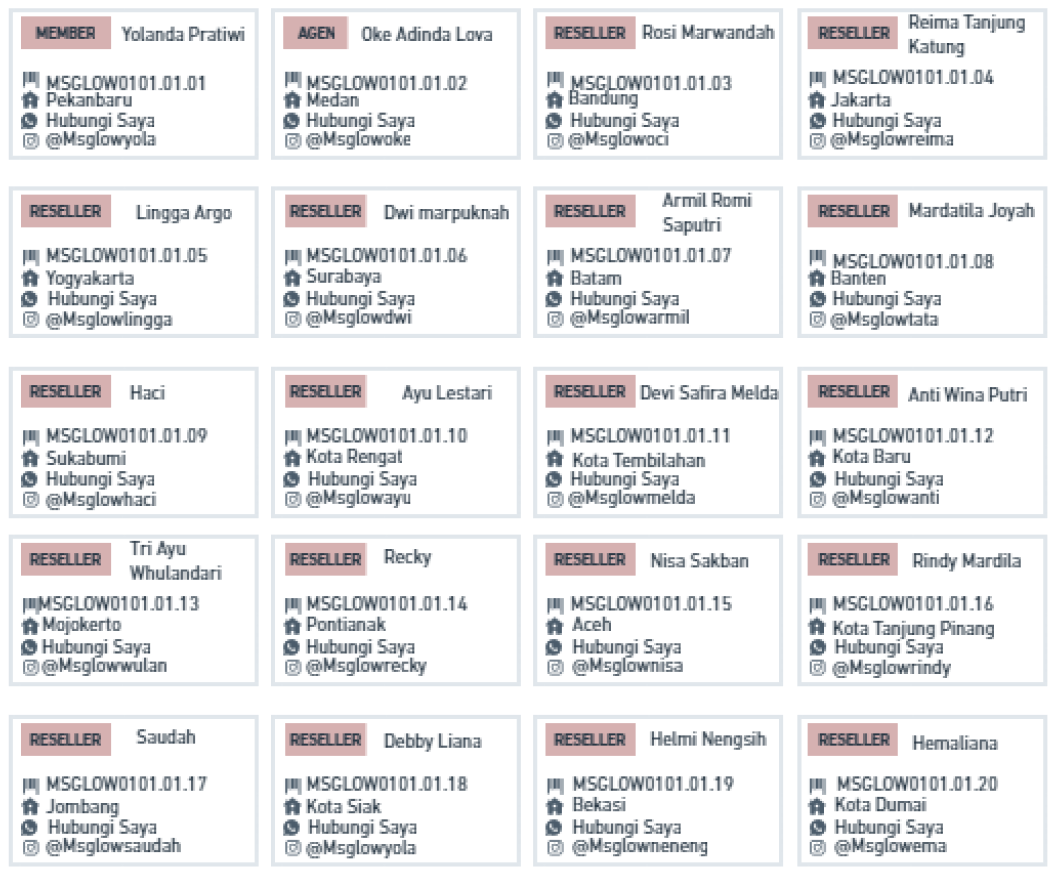 MEMBER Yolanda Pratiwi
MSGLOW0101.01.01
Pekanbaru
Hubungi Saya
@Msglowyola
AGEN Oke Adinda Lova
MSGLOW0101.01.02
Medan
Hubungi Saya
@Msglowoke
RESELLER Rosi Marwandah
MSGLOW0101.01.03
Bandung
Hubungi Saya
@Msglowoci
RESELLER Reima Tanjung
Katung
MSGLOW0101.01.04
Jakarta
Hubungi Saya
@Msglowreima
RESELLER Lingga Argo
MSGLOW0101.01.05
Yogyakarta
Hubungi Saya
@Msglowlingga
RESELLER Dwi marpuknah
MSGLOW0101.01.06
Surabaya
Hubungi Saya
@Msglowdwi
RESELLER Armil Romi
Saputri
MSGLOW0101.01.07
Batam
Hubungi Saya
@Msglowarmil
RESELLER Mardatila Joyah
MSGLOW0101.01.08
Banten
Hubungi Saya
@Msglowtata
RESELLER Haci
MSGLOW0101.01.09
Sukabumi
Hubungi Saya
@Msglowhaci
RESELLER Ayu Lestari
MSGLOW0101.01.10
Kota Rengat
Hubungi Saya
@Msglowayu
RESELLER Devi Safira Melda
MSGLOW0101.01.11
Kota Tembilahan
Hubungi Saya
@Msglowmelda
RESELLER Anti Wina Putri
MSGLOW0101.01.12
Kota Baru
Hubungi Saya
@Msglowanti
RESELLER Tri Ayu
Whulandari
MSGLOW0101.01.13
Mojokerto
Hubungi Saya
@Msglowwulan
RESELLER Recky
MSGLOW0101.01.14
Pontianak
Hubungi Saya
@Msglowrecky
RESELLER Nisa Sakban
MSGLOW0101.01.15
Aceh
Hubungi Saya
@Msglownisa
RESELLER Rindy Mardila
MSGLOW0101.01.16
Kota Tanjung Pinang
Hubungi Saya
@Msglowrindy
RESELLER Saudah
MSGLOW0101.01.17
Jombang
Hubungi Saya
@Msglowsaudah
RESELLER Debby Liana
MSGLOW0101.01.18
Kota Siak
Hubungi Saya
@Msglowyola
RESELLER Helmi Nengsih
MSGLOW0101.01.19
Bekasi
Hubungi Saya
@Msglowneneng
RESELLER Hemaliana
MSGLOW0101.01.20
Kota Dumai
Hubungi Saya
@Msglowema